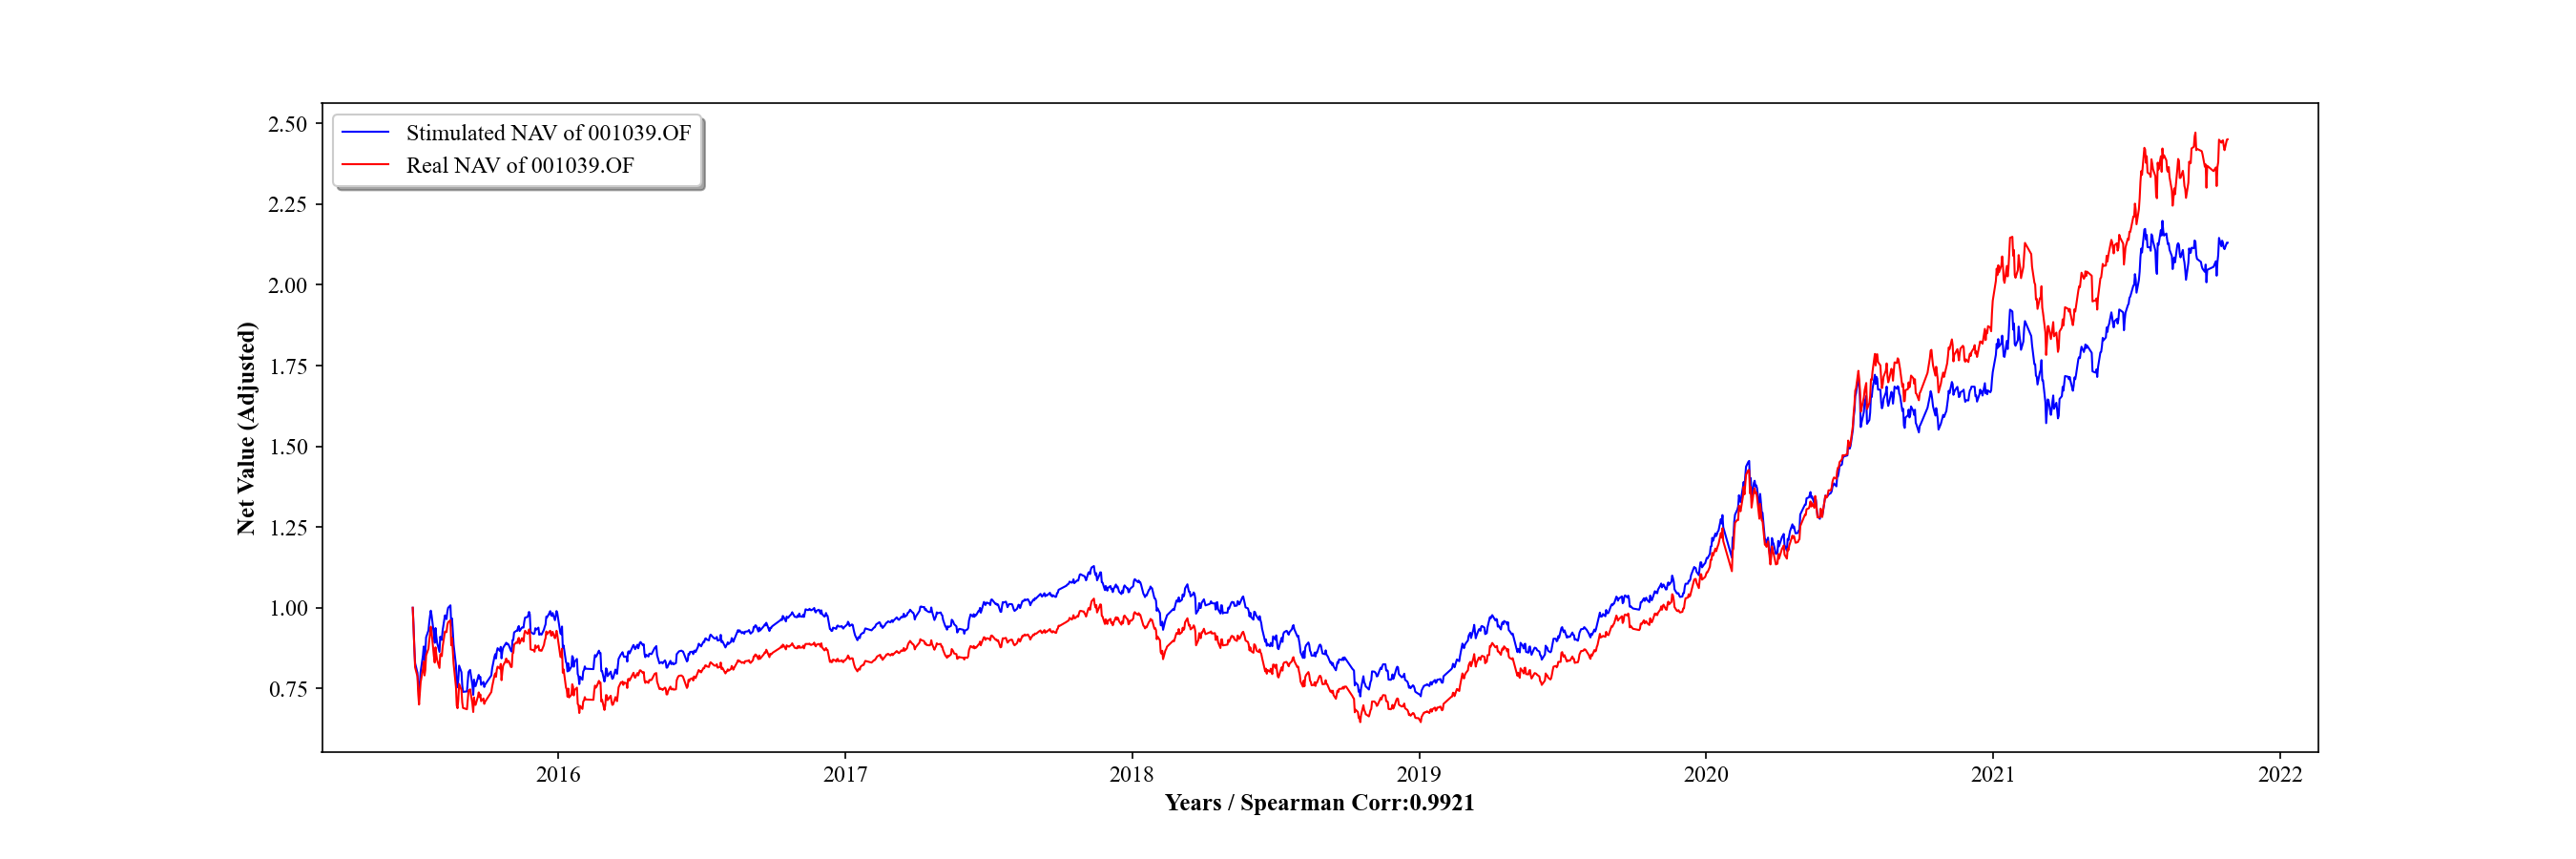 Stimulated NAV of 001039.OF
Real NAV of 001039.OF
Net Value (Adjusted)
2.50
2.25
2.00
1.75
1.50
1.25
1.00
0.75
2016 2017 2018 2019 2020 2021 2022
Years / Spearman Corr:0.9921